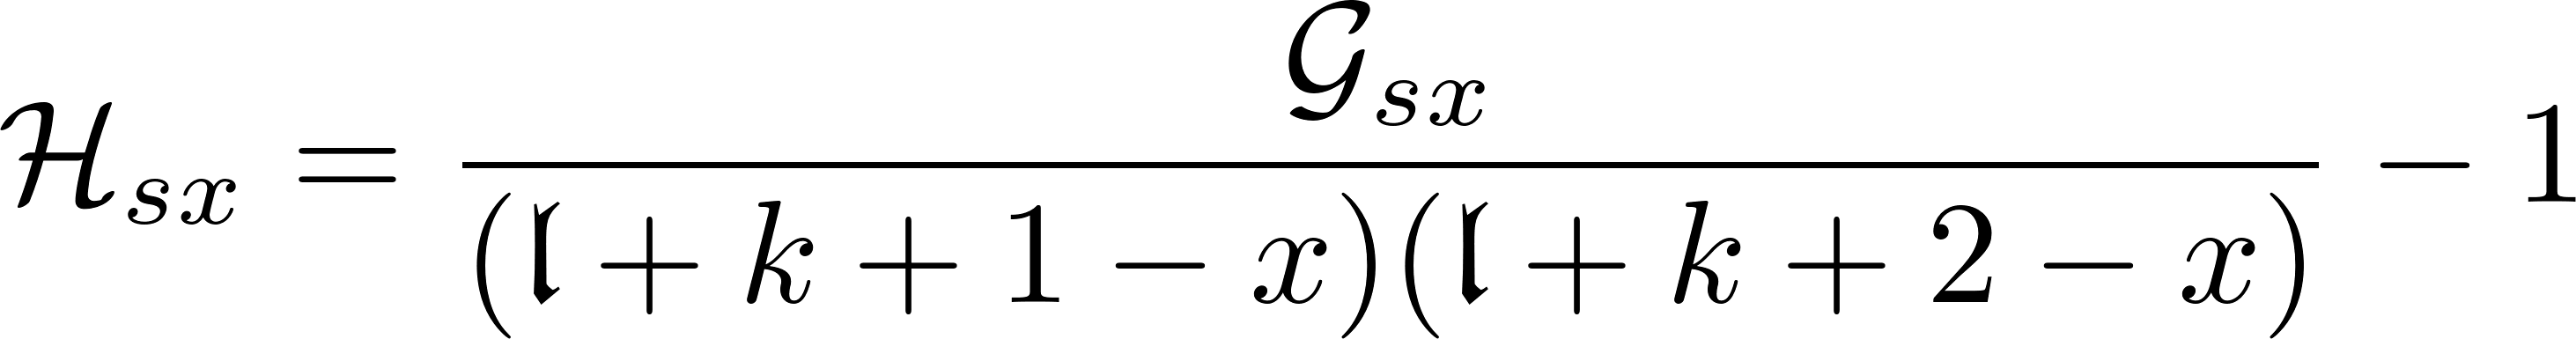 \mathcal{H}_{sx} = \frac{\mathcal{G}_{sx}}{(\mathfrak{l} + k + 1 - x)(\mathfrak{l} + k + 2 - x)} - 1